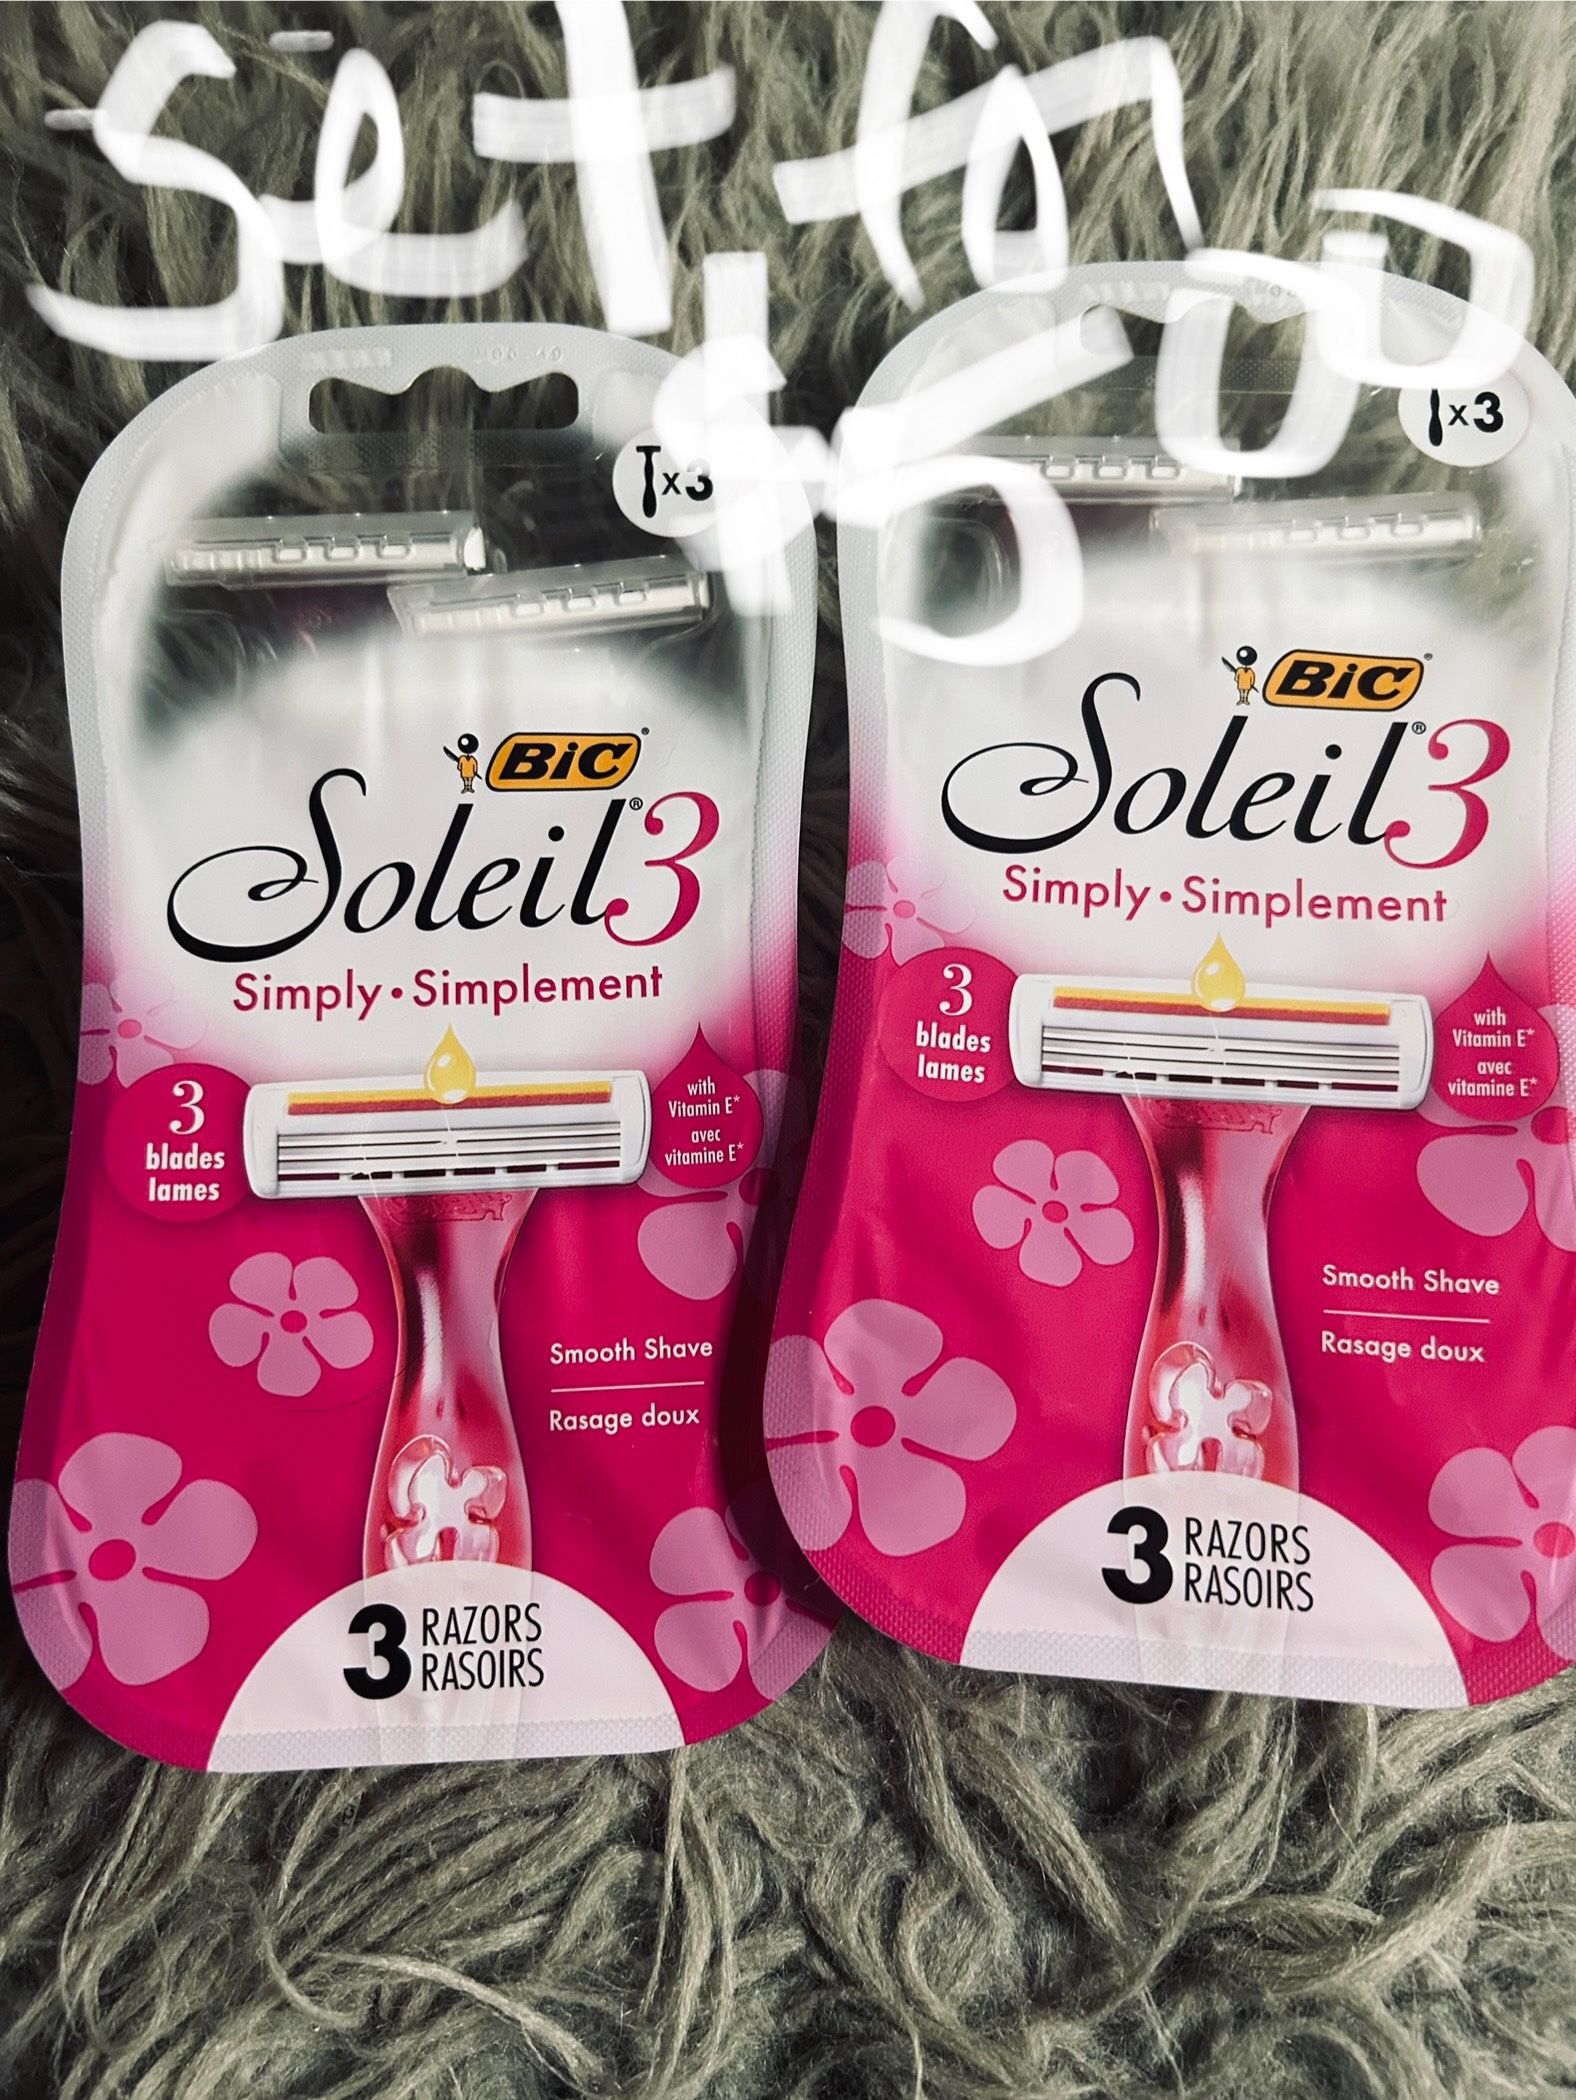 set for
$5.00
x3
BiC®
Soleil®3
Simply • Simplement
3
blades
lames
with
Vitamin E*
avec
vitamine E*
Smooth Shave
Rasage doux
3 RAZORS
RASOIRS
x3
BiC®
Soleil®3
Simply • Simplement
3
blades
lames
with
Vitamin E*
avec
vitamine E*
Smooth Shave
Rasage doux
3 RAZORS
RASOIRS